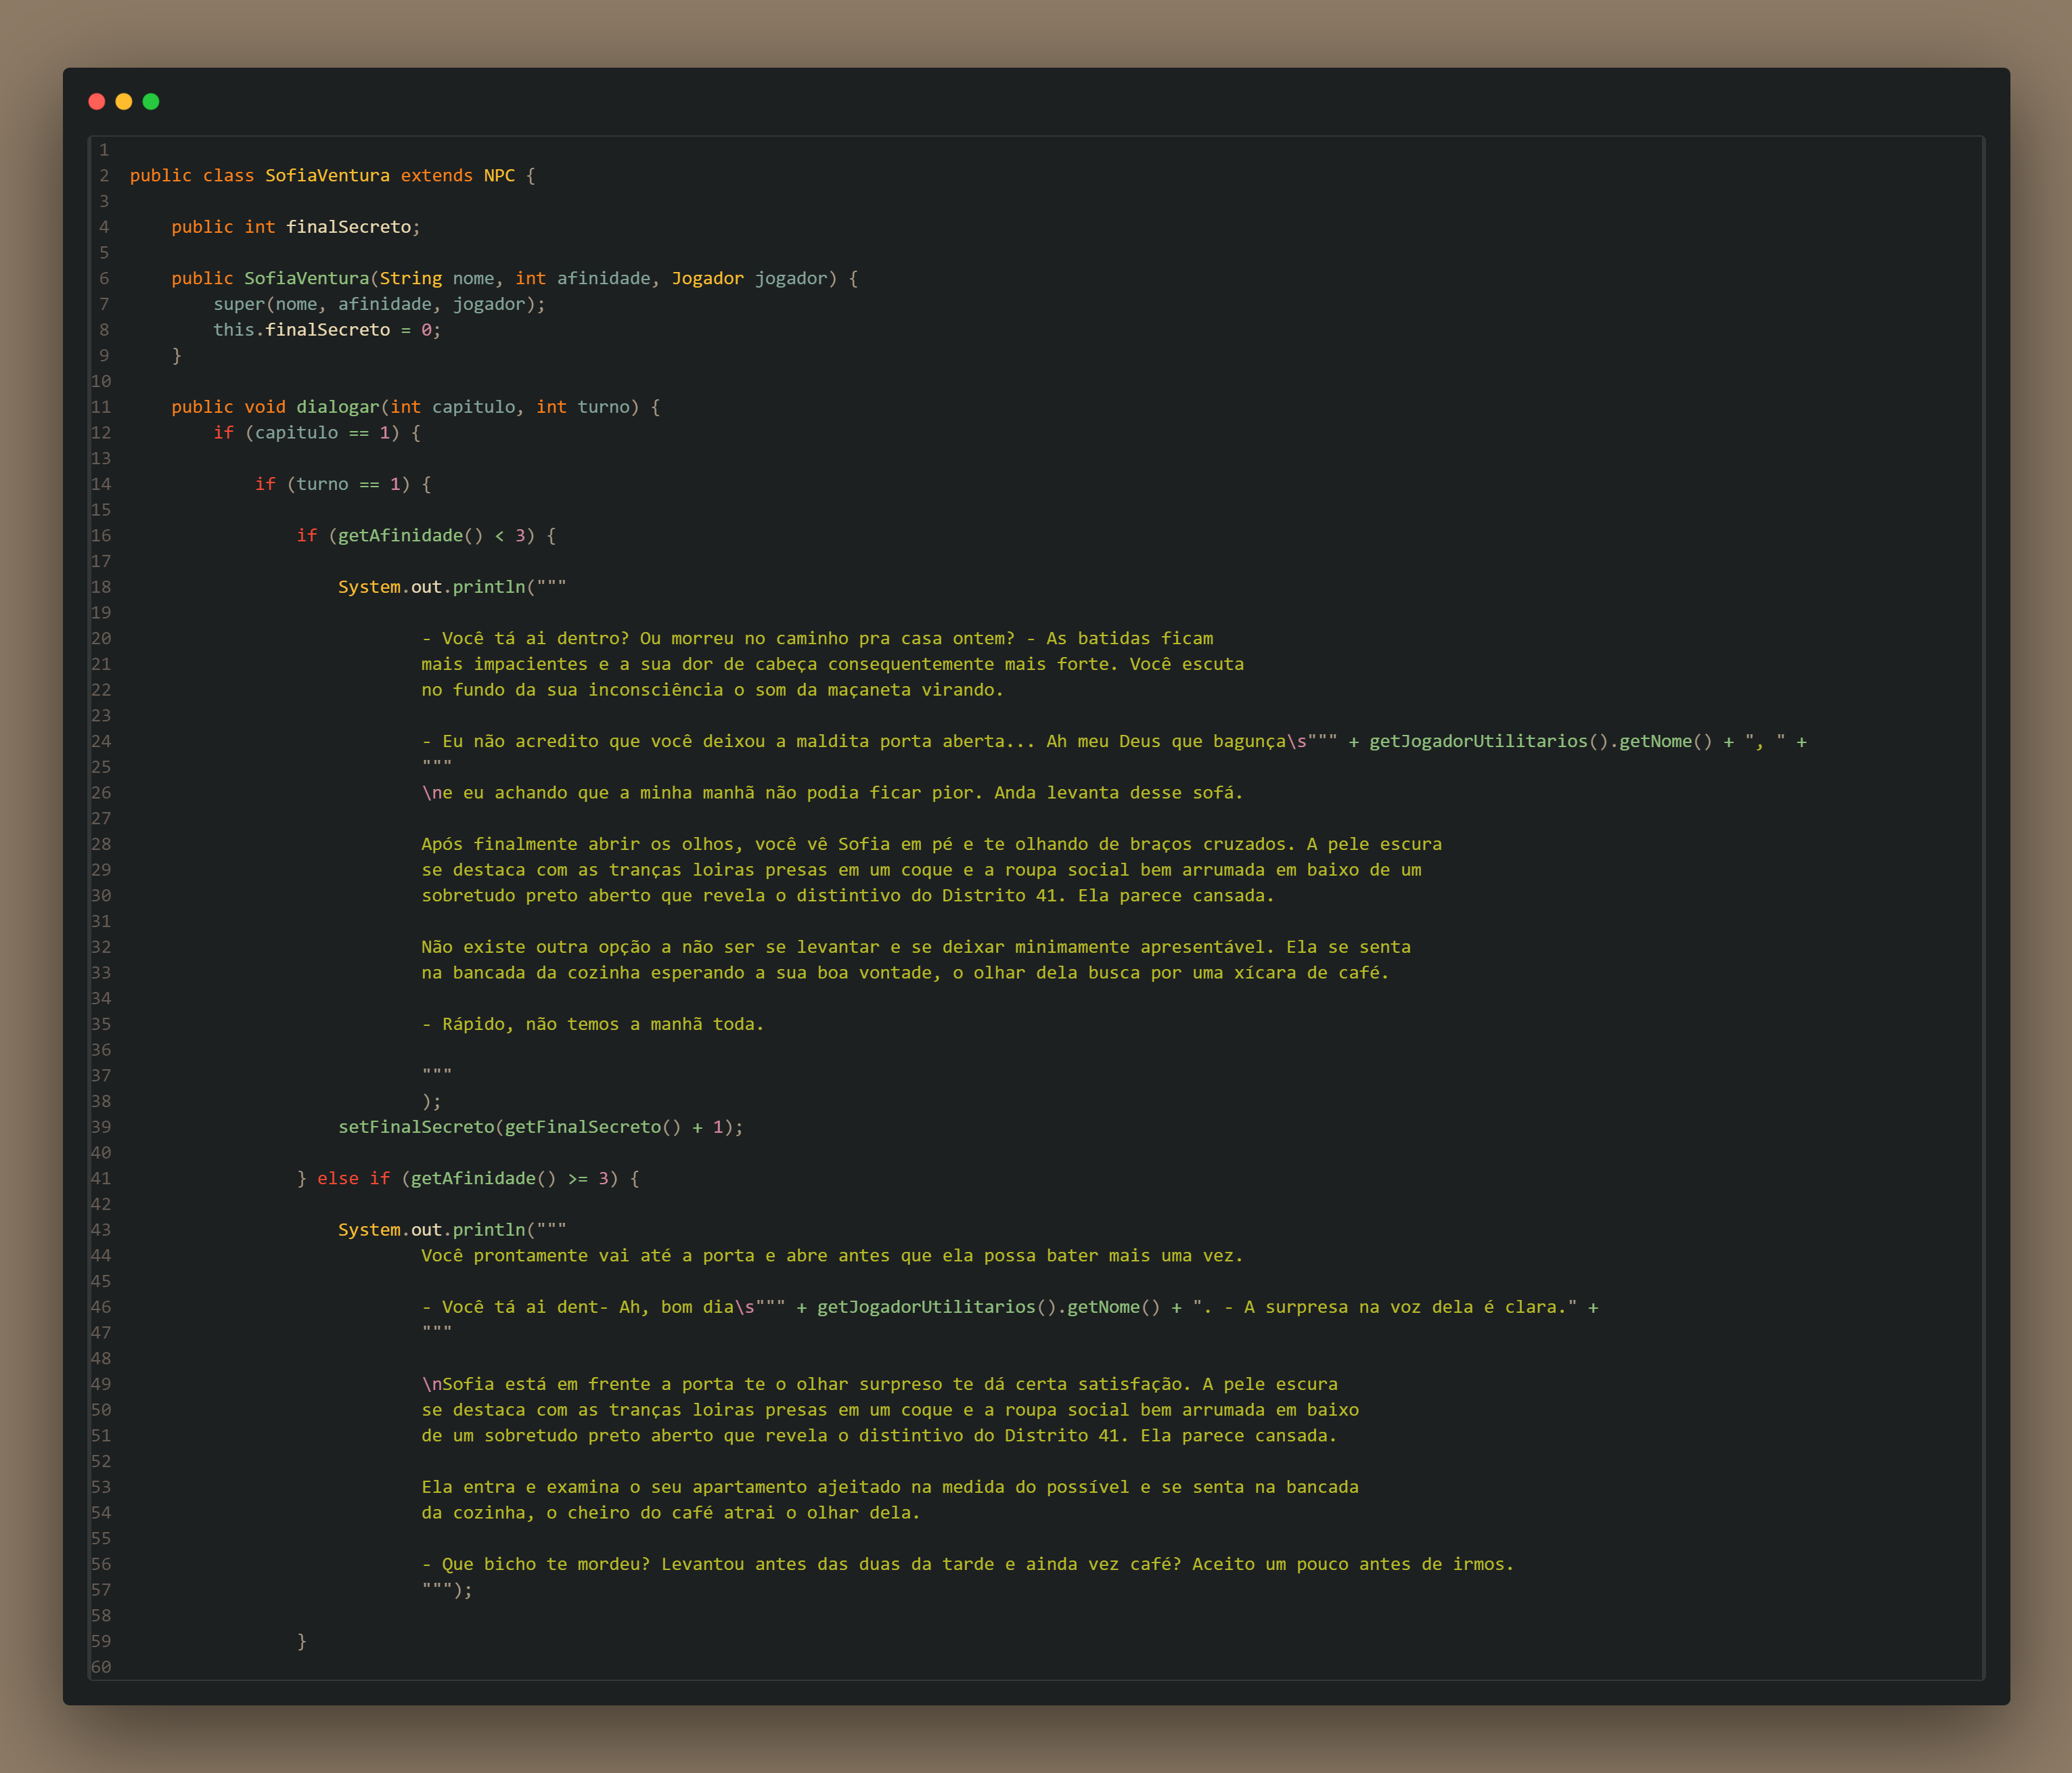 1
2 public class SofiaVentura extends NPC {
3
4     public int finalSecreto;
5
6     public SofiaVentura(String nome, int afinidade, Jogador jogador) {
7         super(nome, afinidade, jogador);
8         this.finalSecreto = 0;
9     }
10
11     public void dialogar(int capitulo, int turno) {
12         if (capitulo == 1) {
13
14             if (turno == 1) {
15
16                 if (getAfinidade() < 3) {
17
18                     System.out.println("""
19
20                             - Você tá ai dentro? Ou morreu no caminho pra casa ontem? - As batidas ficam
21                             mais impacientes e a sua dor de cabeça consequentemente mais forte. Você escuta
22                             no fundo da sua inconsciência o som da maçaneta virando.
23
24                             - Eu não acredito que você deixou a maldita porta aberta... Ah meu Deus que bagunça\s""" + getJogadorUtilitarios().getNome() + ", " +
25                             """
26                             \ne eu achando que a minha manhã não podia ficar pior. Anda levanta desse sofá.
27
28                             Após finalmente abrir os olhos, você vê Sofia em pé e te olhando de braços cruzados. A pele escura
29                             se destaca com as tranças loiras presas em um coque e a roupa social bem arrumada em baixo de um
30                             sobretudo preto aberto que revela o distintivo do Distrito 41. Ela parece cansada.
31
32                             Não existe outra opção a não ser se levantar e se deixar minimamente apresentável. Ela se senta
33                             na bancada da cozinha esperando a sua boa vontade, o olhar dela busca por uma xícara de café.
34
35                             - Rápido, não temos a manhã toda.
36
37                             """
38                             );
39                     setFinalSecreto(getFinalSecreto() + 1);
40
41                 } else if (getAfinidade() >= 3) {
42
43                     System.out.println("""
44                             Você prontamente vai até a porta e abre antes que ela possa bater mais uma vez.
45
46                             - Você tá ai dent- Ah, bom dia\s""" + getJogadorUtilitarios().getNome() + ". - A surpresa na voz dela é clara." +
47                             """
48
49                             \nSofia está em frente a porta te o olhar surpreso te dá certa satisfação. A pele escura
50                             se destaca com as tranças loiras presas em um coque e a roupa social bem arrumada em baixo
51                             de um sobretudo preto aberto que revela o distintivo do Distrito 41. Ela parece cansada.
52
53                             Ela entra e examina o seu apartamento ajeitado na medida do possível e se senta na bancada
54                             da cozinha, o cheiro do café atrai o olhar dela.
55
56                             - Que bicho te mordeu? Levantou antes das duas da tarde e ainda vez café? Aceito um pouco antes de irmos.
57                             """);
58
59                 }
60